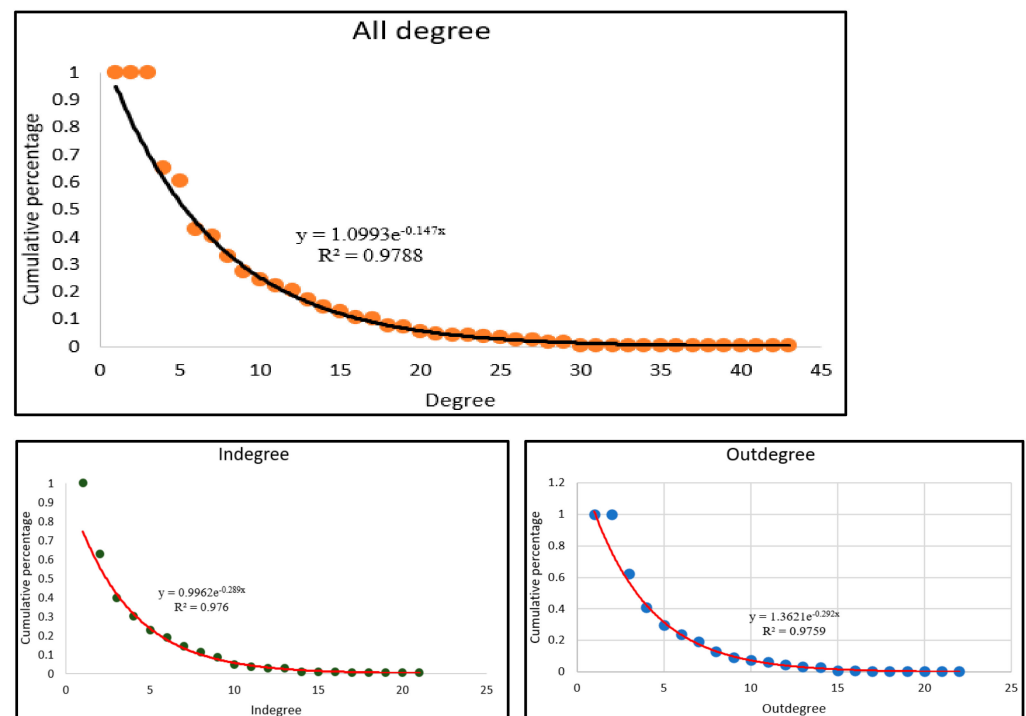 All degree
Cumulative percentage
1
0.9
0.8
0.7
0.6
0.5
0.4
0.3
0.2
0.1
0
y = 1.0993e^-0.147x
R² = 0.9788
0 5 10 15 20 25 30 35 40 45
Degree
Indegree
Cumulative percentage
1
0.9
0.8
0.7
0.6
0.5
0.4
0.3
0.2
0.1
0
y = 0.9962e^-0.289x
R² = 0.976
0 5 10 15 20 25
Indegree
Outdegree
Cumulative percentage
1.2
1
0.8
0.6
0.4
0.2
0
y = 1.3621e^-0.292x
R² = 0.9759
0 5 10 15 20 25
Outdegree